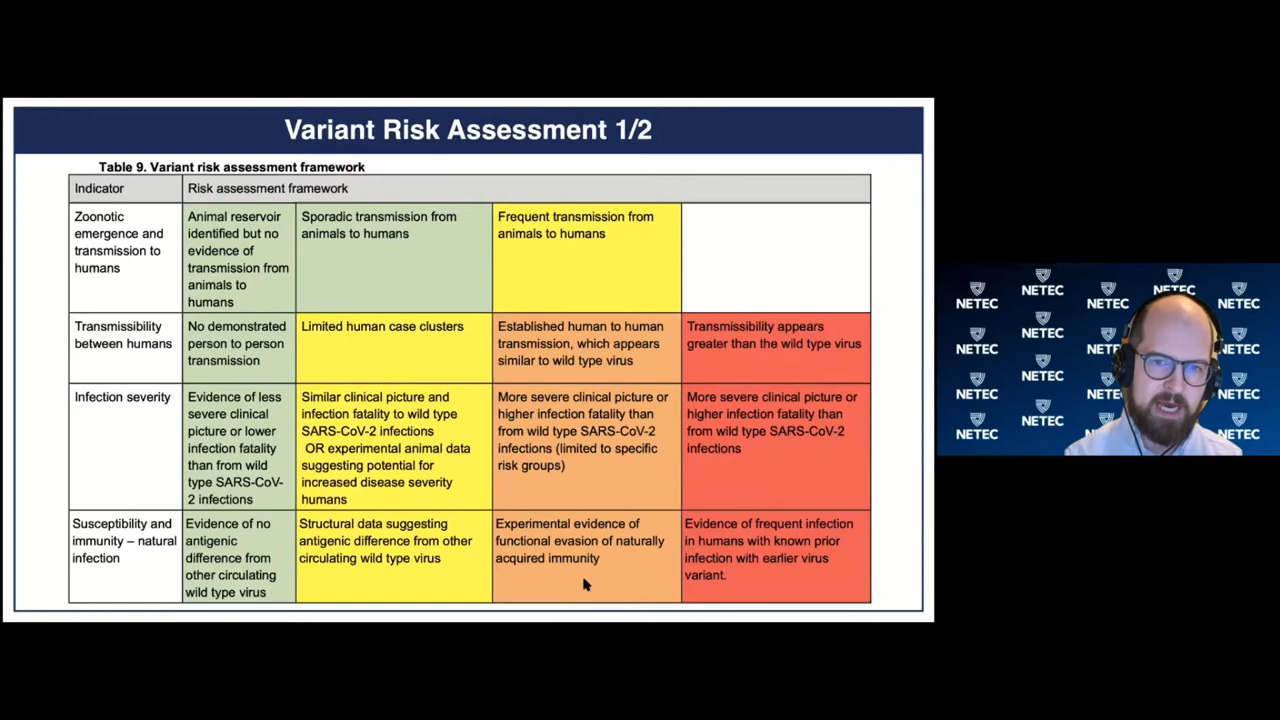 Variant Risk Assessment 1/2
Table 9. Variant risk assessment framework
Indicator
Risk assessment framework
Zoonotic
emergence and
transmission to
humans
Animal reservoir
identified but no
evidence of
transmission from
animals to
humans
Sporadic transmission from
animals to humans
Frequent transmission from
animals to humans
Transmissibility
between humans
No demonstrated
person to person
transmission
Limited human case clusters
Established human to human
transmission, which appears
similar to wild type virus
Transmissibility appears
greater than the wild type virus
Infection severity
Evidence of less
severe clinical
picture or lower
infection fatality
than from wild
type SARS-CoV-
2 infections
Similar clinical picture and
infection fatality to wild type
SARS-CoV-2 infections
OR experimental animal data
suggesting potential for
increased disease severity
humans
More severe clinical picture or
higher infection fatality than
from wild type SARS-CoV-2
infections (limited to specific
risk groups)
More severe clinical picture or
higher infection fatality than
from wild type SARS-CoV-2
infections
Susceptibility and
immunity – natural
infection
Evidence of no
antigenic
difference from
other circulating
wild type virus
Structural data suggesting
antigenic difference from other
circulating wild type virus
Experimental evidence of
functional evasion of naturally
acquired immunity
Evidence of frequent infection
in humans with known prior
infection with earlier virus
variant.
NETEC
NETEC
NETEC
NETEC
NETEC
NETEC
NETEC
NETEC
NETEC
NETEC
NETEC
NETEC
NETEC